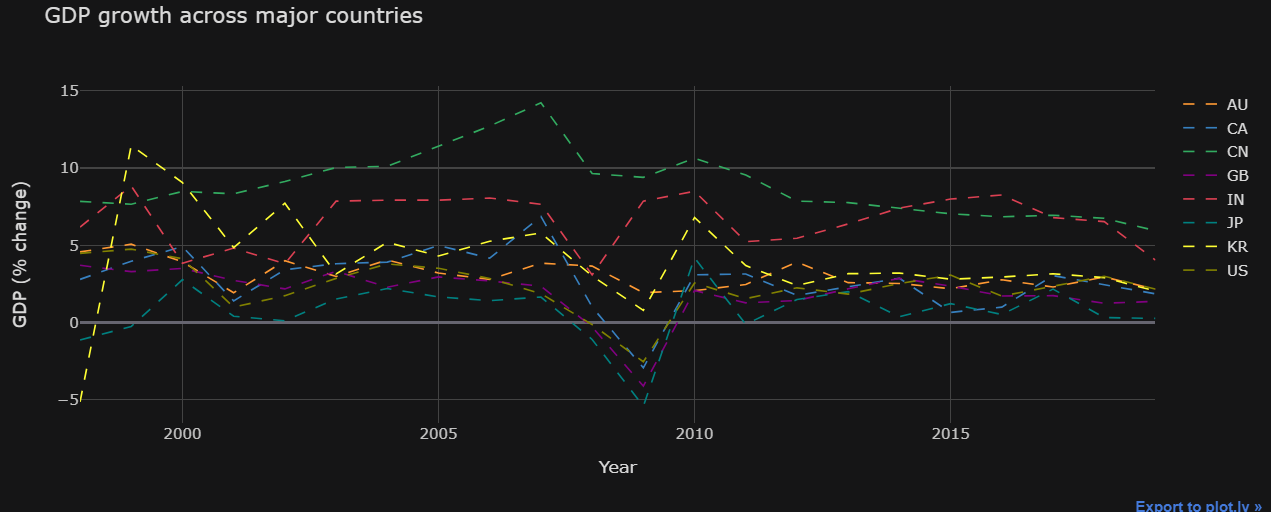 GDP growth across major countries
15
10
5
0
−5
GDP (% change)
2000
2005
2010
2015
Year
AU
CA
CN
GB
IN
JP
KR
US
Export to plot.ly »